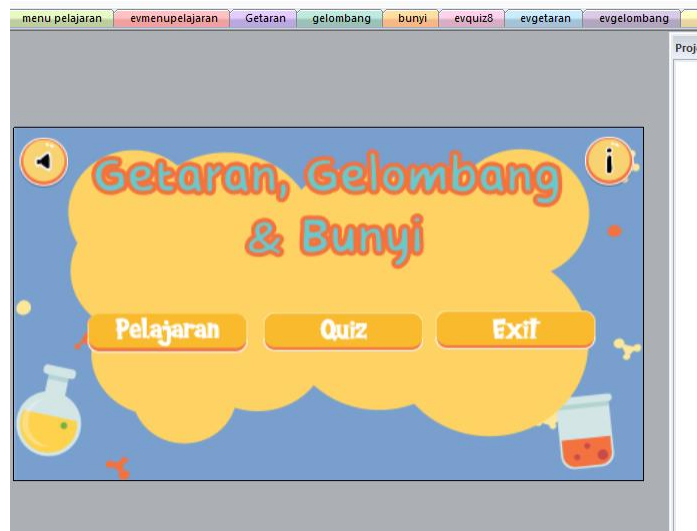 menu pelajaran evmenupelajaran Getaran gelombang bunyi evquiz8 evgetaran evgelombang
Proj
i
Getaran, Gelombang
& Bunyi
Pelajaran Quiz Exit